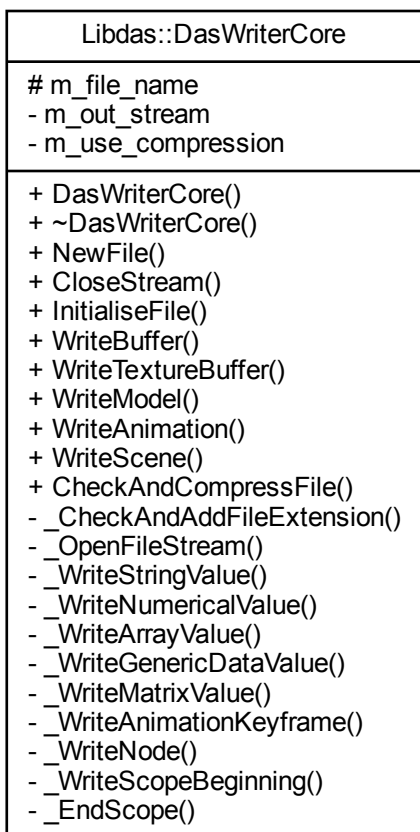 Libdas::DasWriterCore
# m_file_name
- m_out_stream
- m_use_compression
+ DasWriterCore()
+ ~DasWriterCore()
+ NewFile()
+ CloseStream()
+ InitialiseFile()
+ WriteBuffer()
+ WriteTextureBuffer()
+ WriteModel()
+ WriteAnimation()
+ WriteScene()
+ CheckAndCompressFile()
- _CheckAndAddFileExtension()
- _OpenFileStream()
- _WriteStringValue()
- _WriteNumericalValue()
- _WriteArrayValue()
- _WriteGenericDataValue()
- _WriteMatrixValue()
- _WriteAnimationKeyframe()
- _WriteNode()
- _WriteScopeBeginning()
- _EndScope()